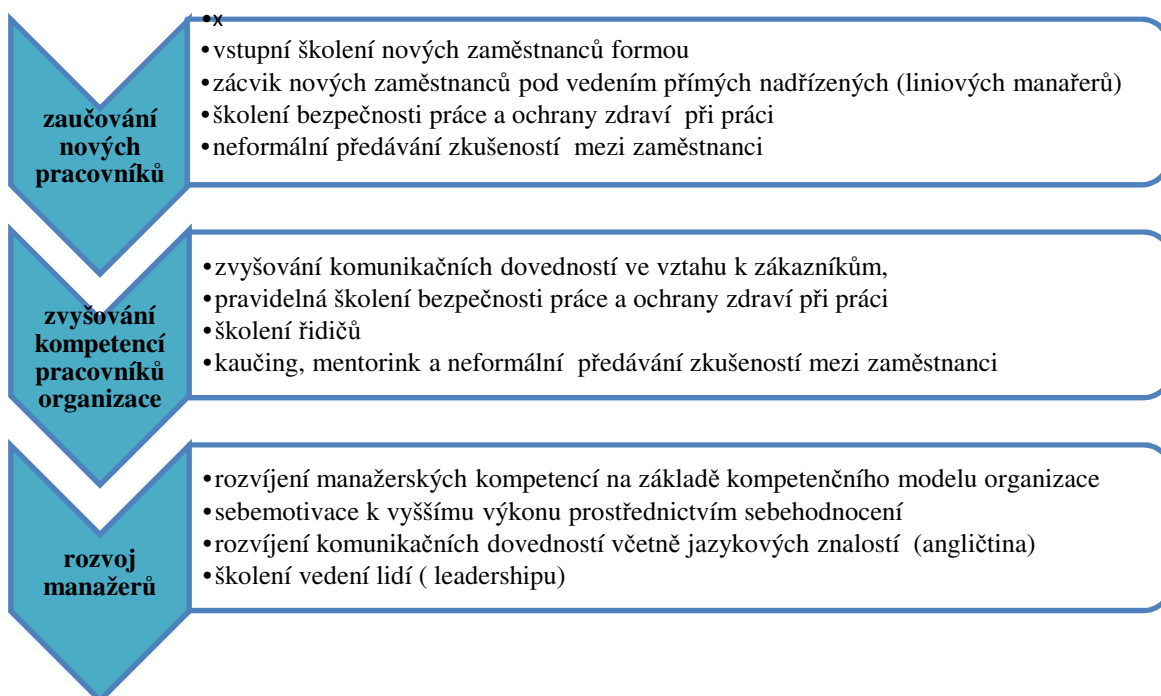 •x
•vstupní školení nových zaměstnanců formou
•zácvik nových zaměstnanců pod vedením přímých nadřízených (liniových manařerů)
•školení bezpečnosti práce a ochrany zdraví při práci
•neformální předávání zkušeností mezi zaměstnanci
zaučování
nových
pracovníků
•zvyšování komunikačních dovedností ve vztahu k zákazníkům,
•pravidelná školení bezpečnosti práce a ochrany zdraví při práci
•školení řidičů
•kaučing, mentorink a neformální předávání zkušeností mezi zaměstnanci
zvyšování
kompetencí
pracovníků
organizace
•rozvíjení manažerských kompetencí na základě kompetenčního modelu organizace
•sebemotivace k vyššímu výkonu prostřednictvím sebehodnocení
•rozvíjení komunikačních dovedností včetně jazykových znalostí (angličtina)
•školení vedení lidí ( leadershipu)
rozvoj
manažerů